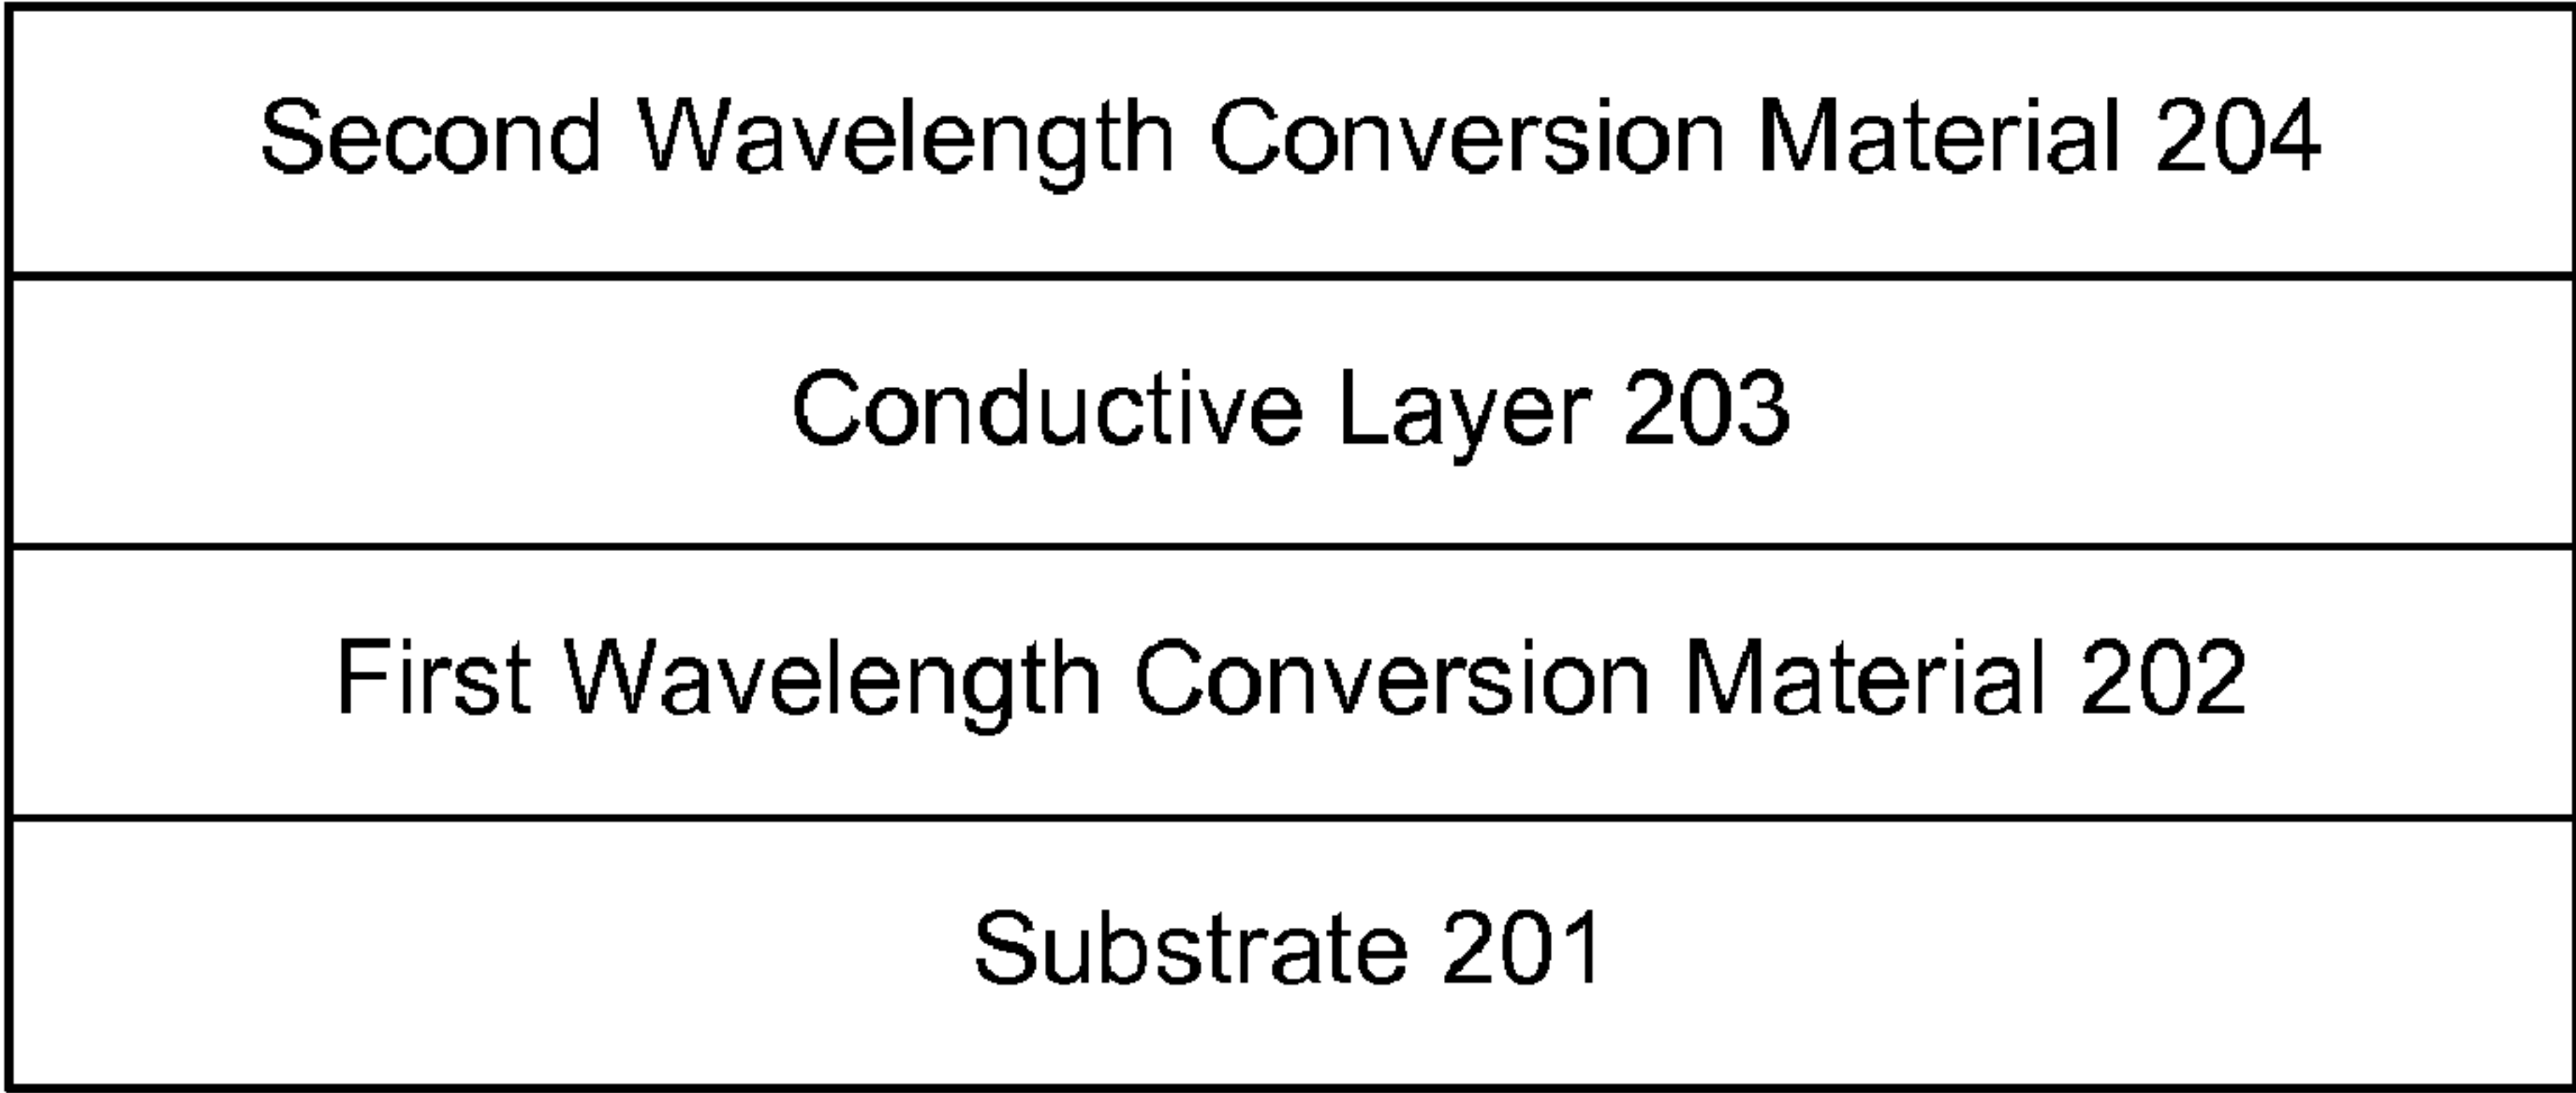 Second Wavelength Conversion Material 204
Conductive Layer 203
First Wavelength Conversion Material 202
Substrate 201